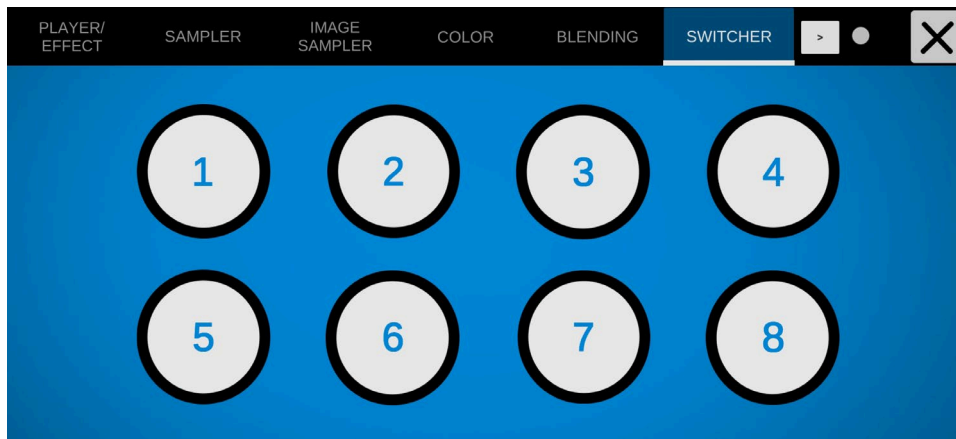 PLAYER/
EFFECT
SAMPLER
IMAGE
SAMPLER
COLOR
BLENDING
SWITCHER
>
1
2
3
4
5
6
7
8